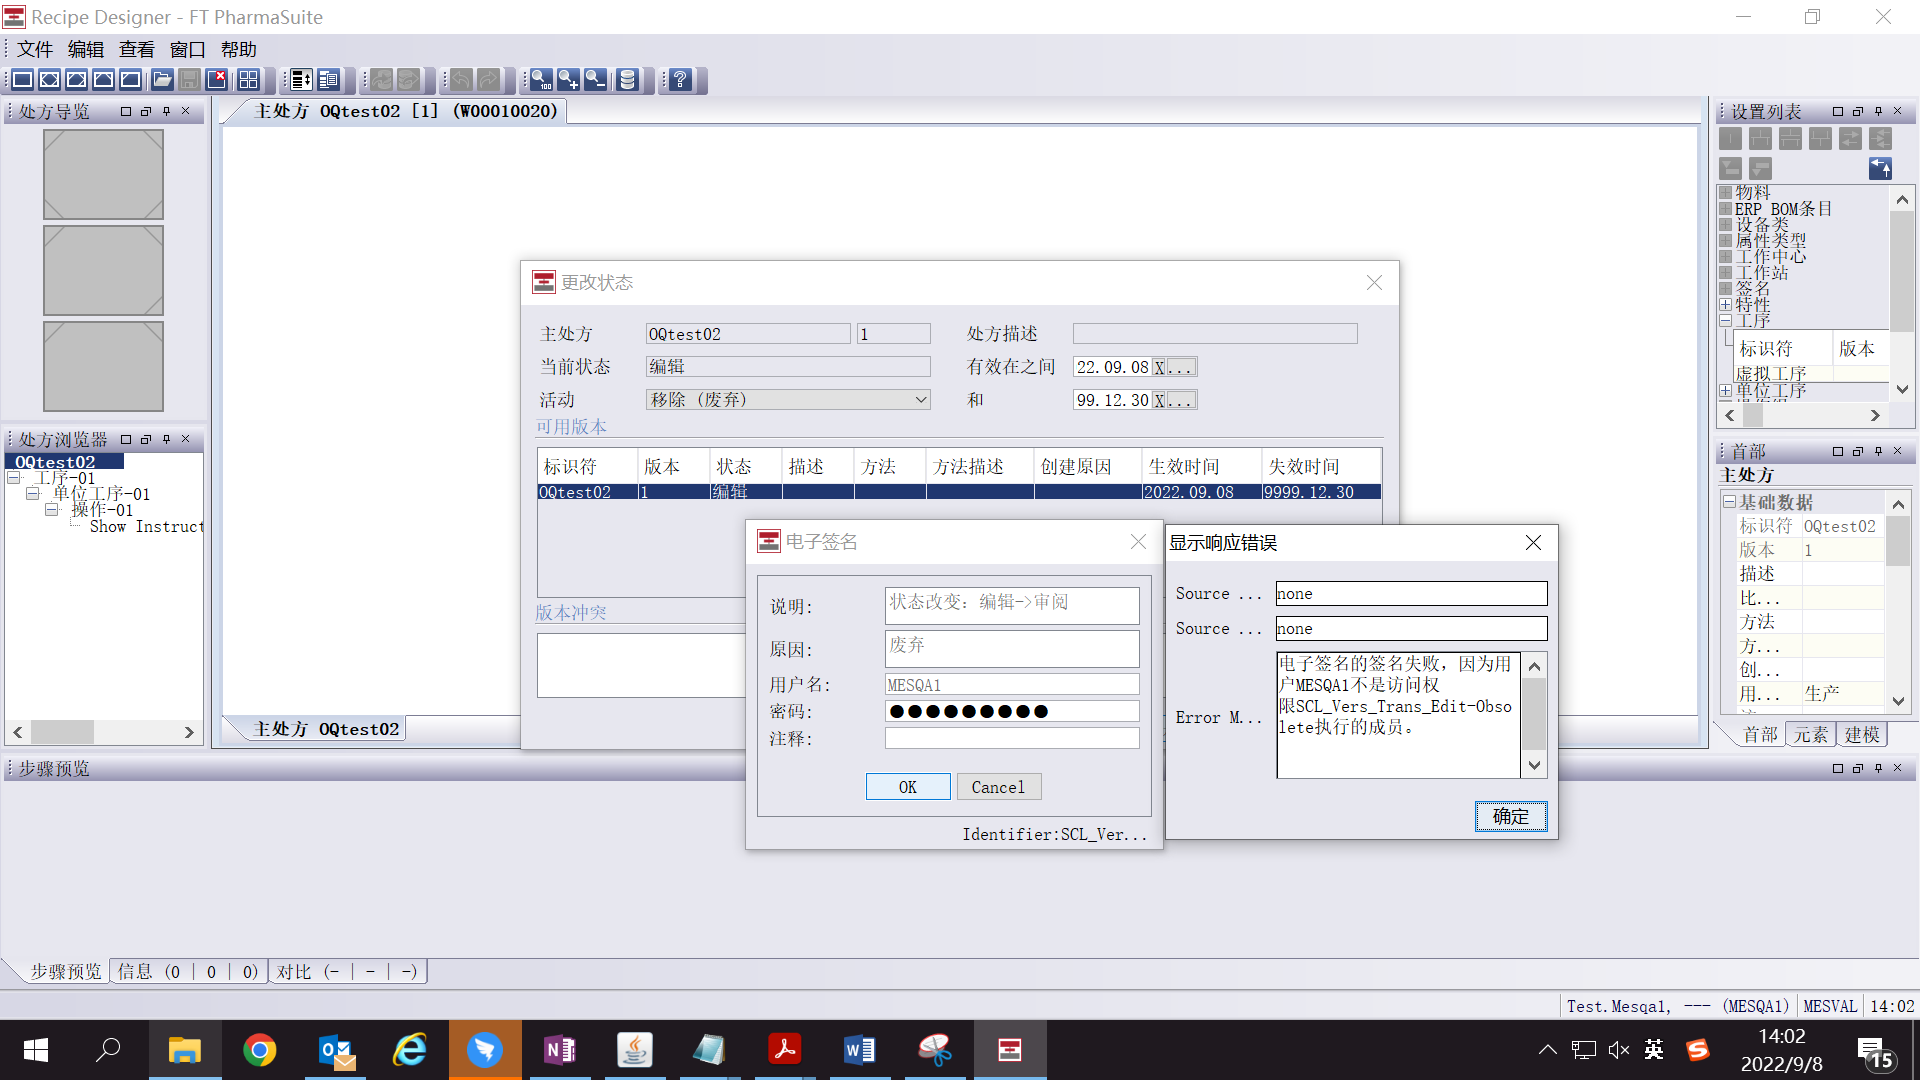 Recipe Designer - FT PharmaSuite
文件 编辑 查看 窗口 帮助
处方导览
主处方 OQtest02 [1] (W00010020)
设置列表
物料
ERP BOM条目
设备类
属性类型
工作中心
工作站
签名
特性
工序
标识符 版本
虚拟工序
单位工序
更改状态
主处方 OQtest02 1 处方描述
当前状态 编辑 有效在之间 22.09.08 X ...
活动 移除 (废弃) 和 99.12.30 X ...
可用版本
标识符 版本 状态 描述 方法 方法描述 创建原因 生效时间 失效时间
OQtest02 1 编辑 2022.09.08 9999.12.30
版本冲突
处方浏览器
OQtest02
工序-01
单位工序-01
操作-01
Show Instruct
主处方 OQtest02
电子签名
说明: 状态改变: 编辑->审阅
原因: 废弃
用户名: MESQA1
密码: ●●●●●●●●●
注释:
OK Cancel
Identifier:SCL_Ver...
显示响应错误
Source ... none
Source ... none
Error M...
电子签名的签名失败, 因为用
户MESQA1不是访问权
限SCL_Vers_Trans_Edit-Obso
lete执行的成员。
确定
首部
主处方
基础数据
标识符 OQtest02
版本 1
描述
比...
方法
方...
创...
用... 生产
首部 元素 建模
步骤预览
步骤预览 信息 (0 | 0 | 0) 对比 (- | - | -)
Test.Mesqa1, --- (MESQA1) MESVAL 14:02
英
14:02
2022/9/8
15